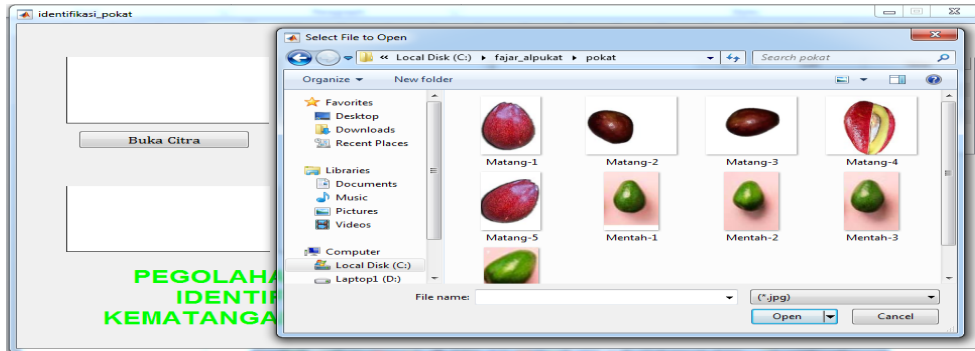 identifikasi_pokat
Select File to Open
« Local Disk (C:) ▸ fajar_alpukat ▸ pokat
Search pokat
Organize
New folder
Favorites
Desktop
Downloads
Recent Places
Libraries
Documents
Music
Pictures
Videos
Computer
Local Disk (C:)
Laptop1 (D:)
Matang-1
Matang-2
Matang-3
Matang-4
Matang-5
Mentah-1
Mentah-2
Mentah-3
File name:
(*.jpg)
Open
Cancel
Buka Citra
PEGOLAHA
IDENTIF
KEMATANGA